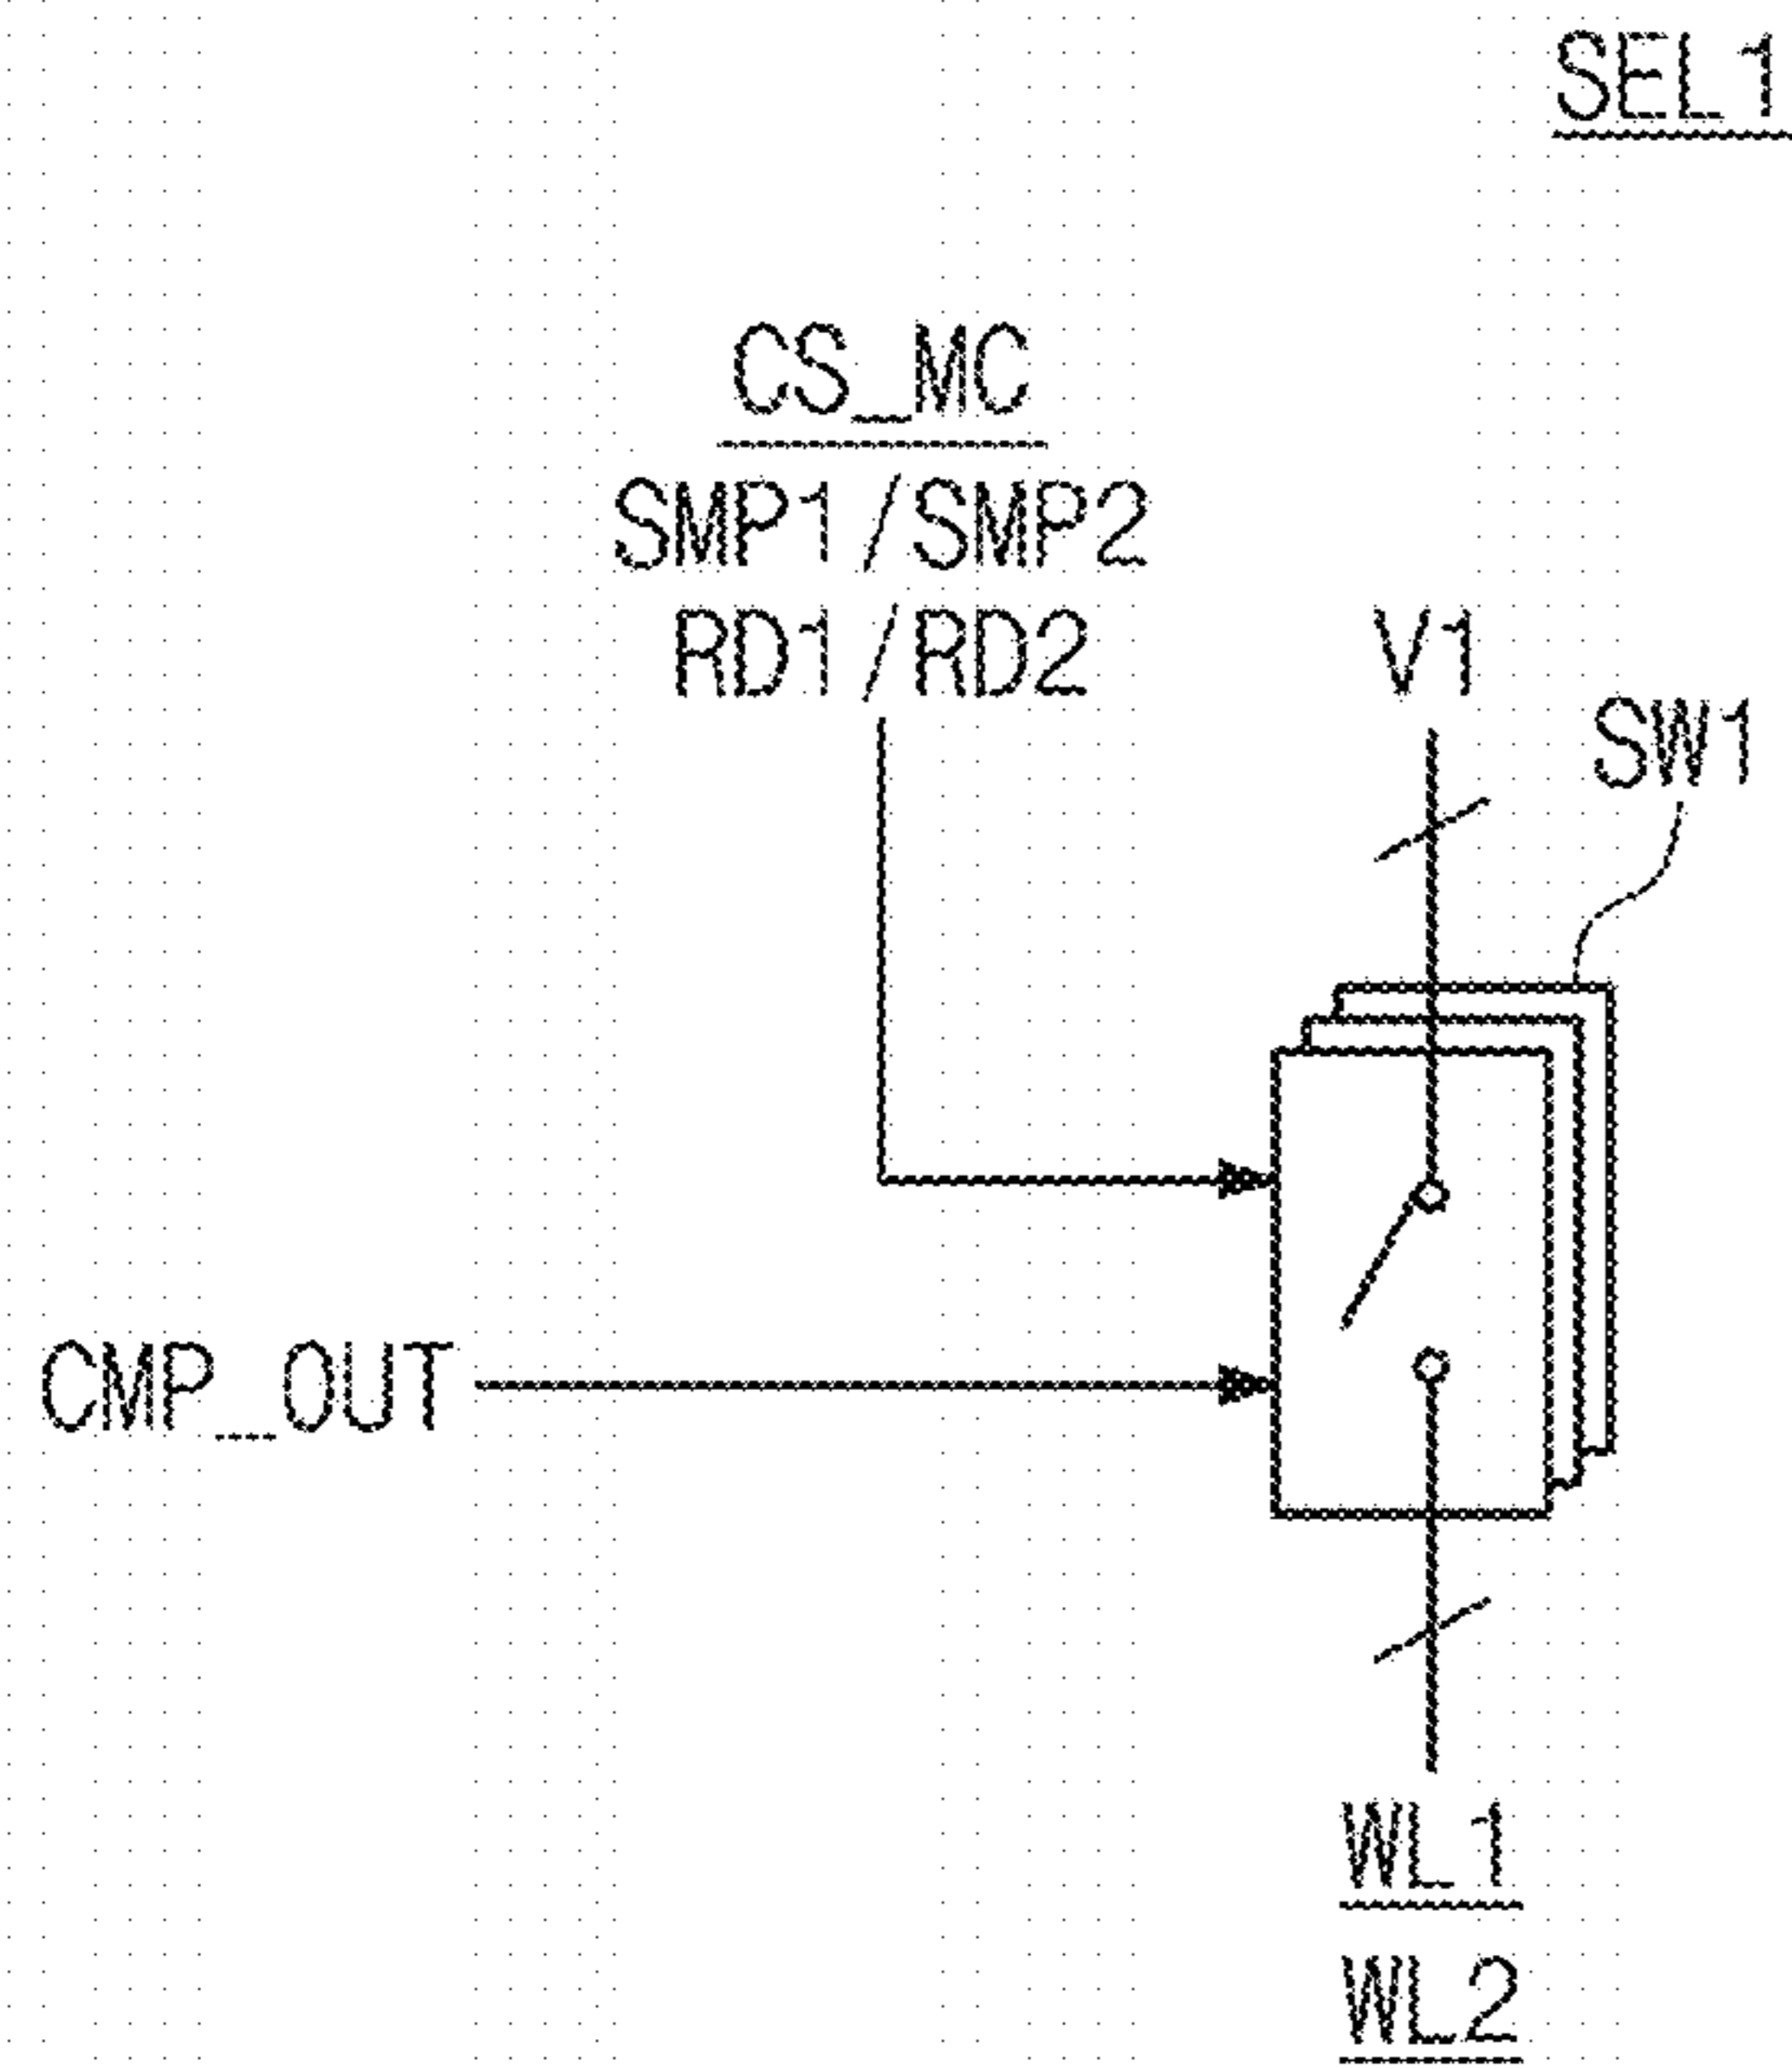 SEL1
CS_MC
SMP1/SMP2
RD1/RD2
V1
SW1
CMP_OUT
WL1
WL2